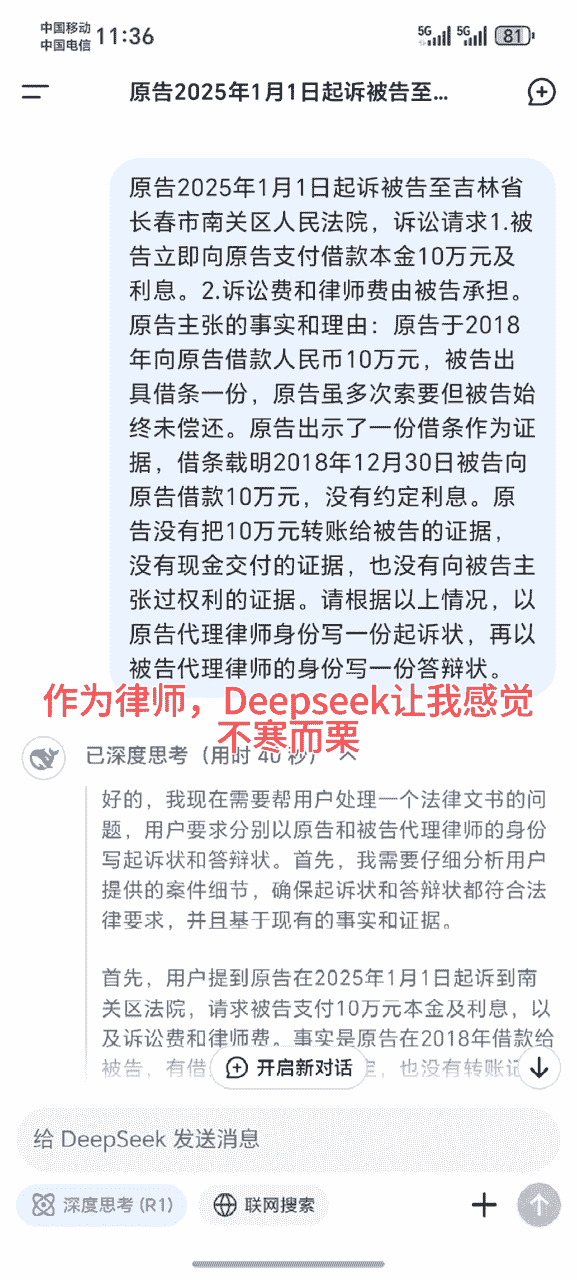 中国移动
中国电信
11:36
5G
5G
81
原告2025年1月1日起诉被告至...
原告2025年1月1日起诉被告至吉林省
长春市南关区人民法院，诉讼请求1.被
告立即向原告支付借款本金10万元及
利息。2.诉讼费和律师费由被告承担。
原告主张的事实和理由：原告于2018
年向原告借款人民币10万元，被告出
具借条一份，原告虽多次索要但被告始
终未偿还。原告出示了一份借条作为证
据，借条载明2018年12月30日被告向
原告借款10万元，没有约定利息。原
告没有把10万元转账给被告的证据，
没有现金交付的证据，也没有向被告主
张过权利的证据。请根据以上情况，以
原告代理律师身份写一份起诉状，再以
被告代理律师的身份写一份答辩状。
作为律师，Deepseek让我感觉
不寒而栗
已深度思考（用时 40 秒）
好的，我现在需要帮用户处理一个法律文书的问
题，用户要求分别以原告和被告代理律师的身份
写起诉状和答辩状。首先，我需要仔细分析用户
提供的案件细节，确保起诉状和答辩状都符合法
律要求，并且基于现有的事实和证据。
首先，用户提到原告在2025年1月1日起诉到南
关区法院，请求被告支付10万元本金及利息，以
及诉讼费和律师费。事实是原告在2018年借款给
被告，有借 定，也没有转账记
开启新对话
给 DeepSeek 发送消息
深度思考 (R1)
联网搜索